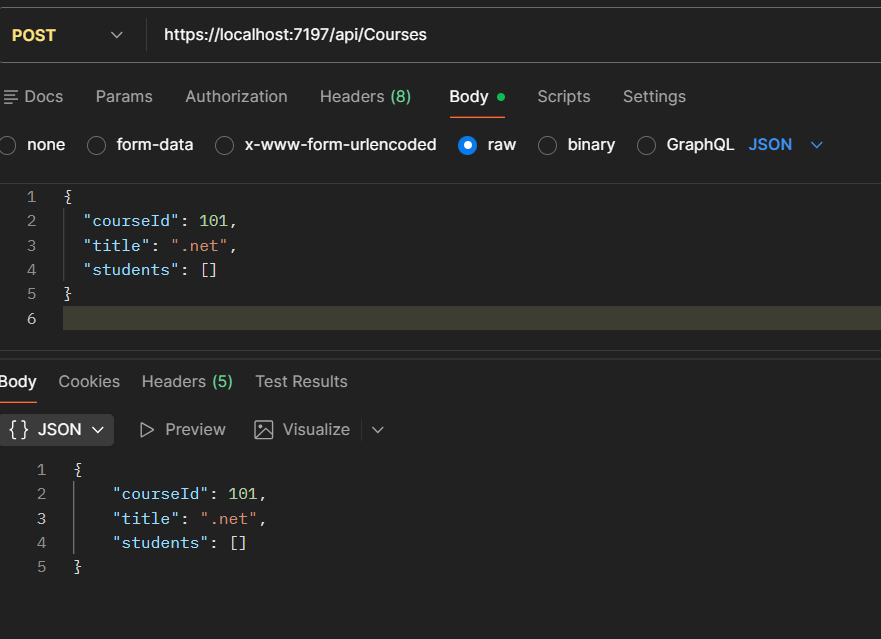 POST https://localhost:7197/api/Courses
Docs Params Authorization Headers (8) Body Scripts Settings
none form-data x-www-form-urlencoded raw binary GraphQL JSON
1 {
2 "courseId": 101,
3 "title": ".net",
4 "students": []
5 }
6
Body Cookies Headers (5) Test Results
{} JSON Preview Visualize
1 {
2 "courseId": 101,
3 "title": ".net",
4 "students": []
5 }